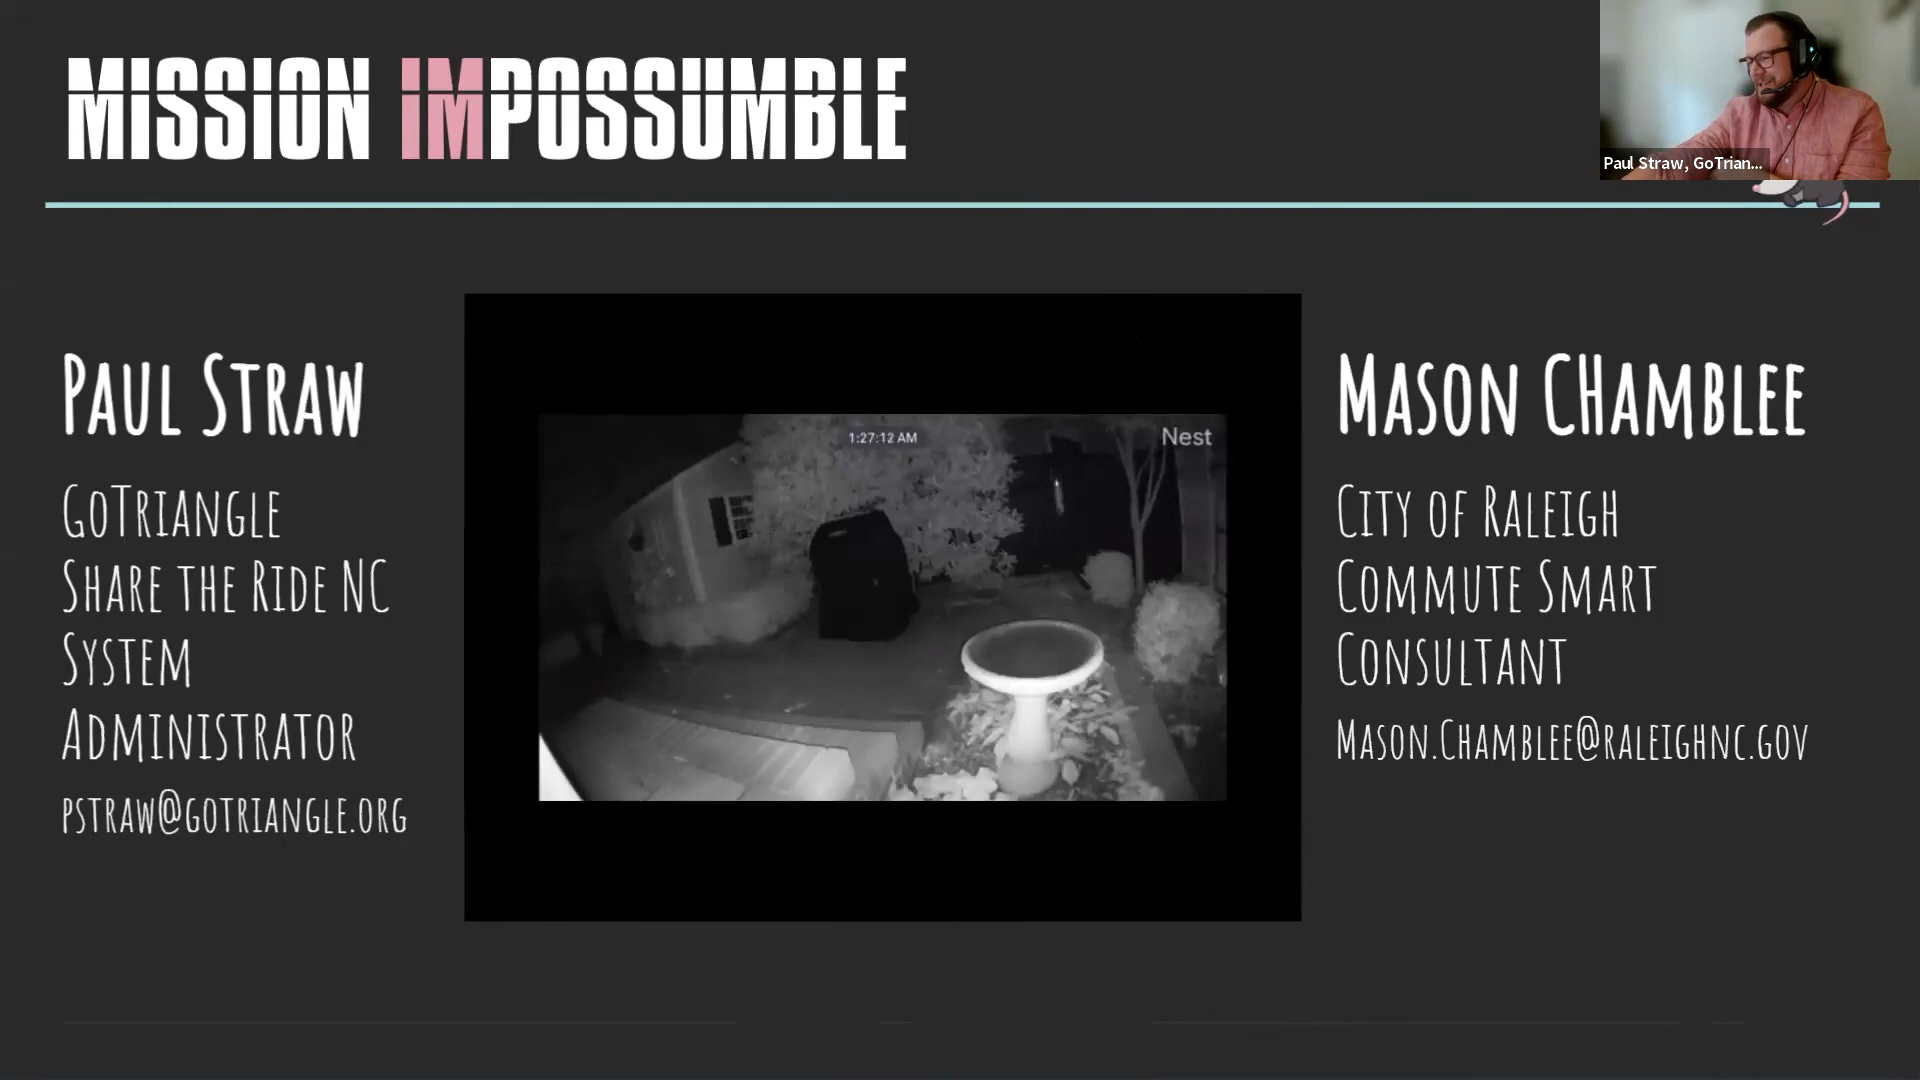 MISSION IMPOSSUMBLE
Paul Straw, GoTrian...
PAUL STRAW
GOTRIANGLE
SHARE THE RIDE NC
SYSTEM
ADMINISTRATOR
PSTRAW@GOTRIANGLE.ORG
1:27:12 AM
Nest
MASON CHAMBLEE
CITY OF RALEIGH
COMMUTE SMART
CONSULTANT
MASON.CHAMBLEE@RALEIGHNC.GOV